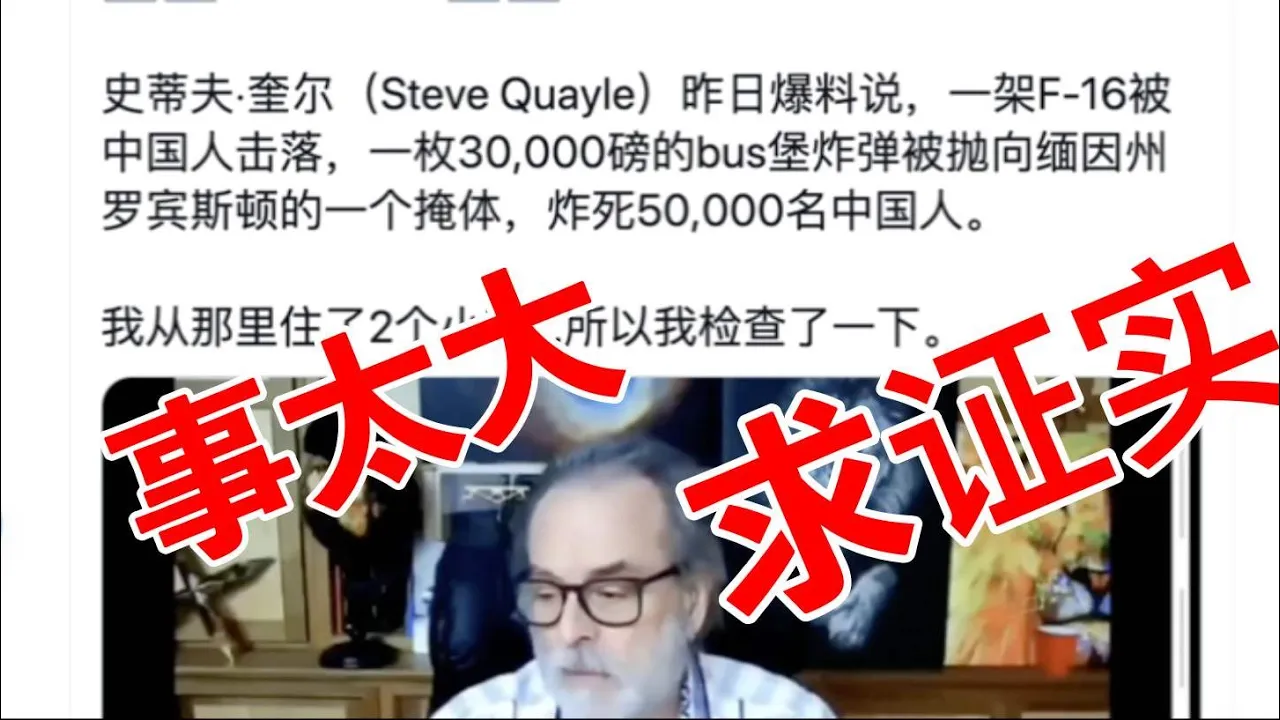 史蒂夫·奎尔（Steve Quayle）昨日爆料说，一架F-16被
中国人击落，一枚30,000磅的bus堡炸弹被抛向缅因州
罗宾斯顿的一个掩体，炸死50,000名中国人。
我从那里住了2个小 所以我检查了一下。
事太大
求证实